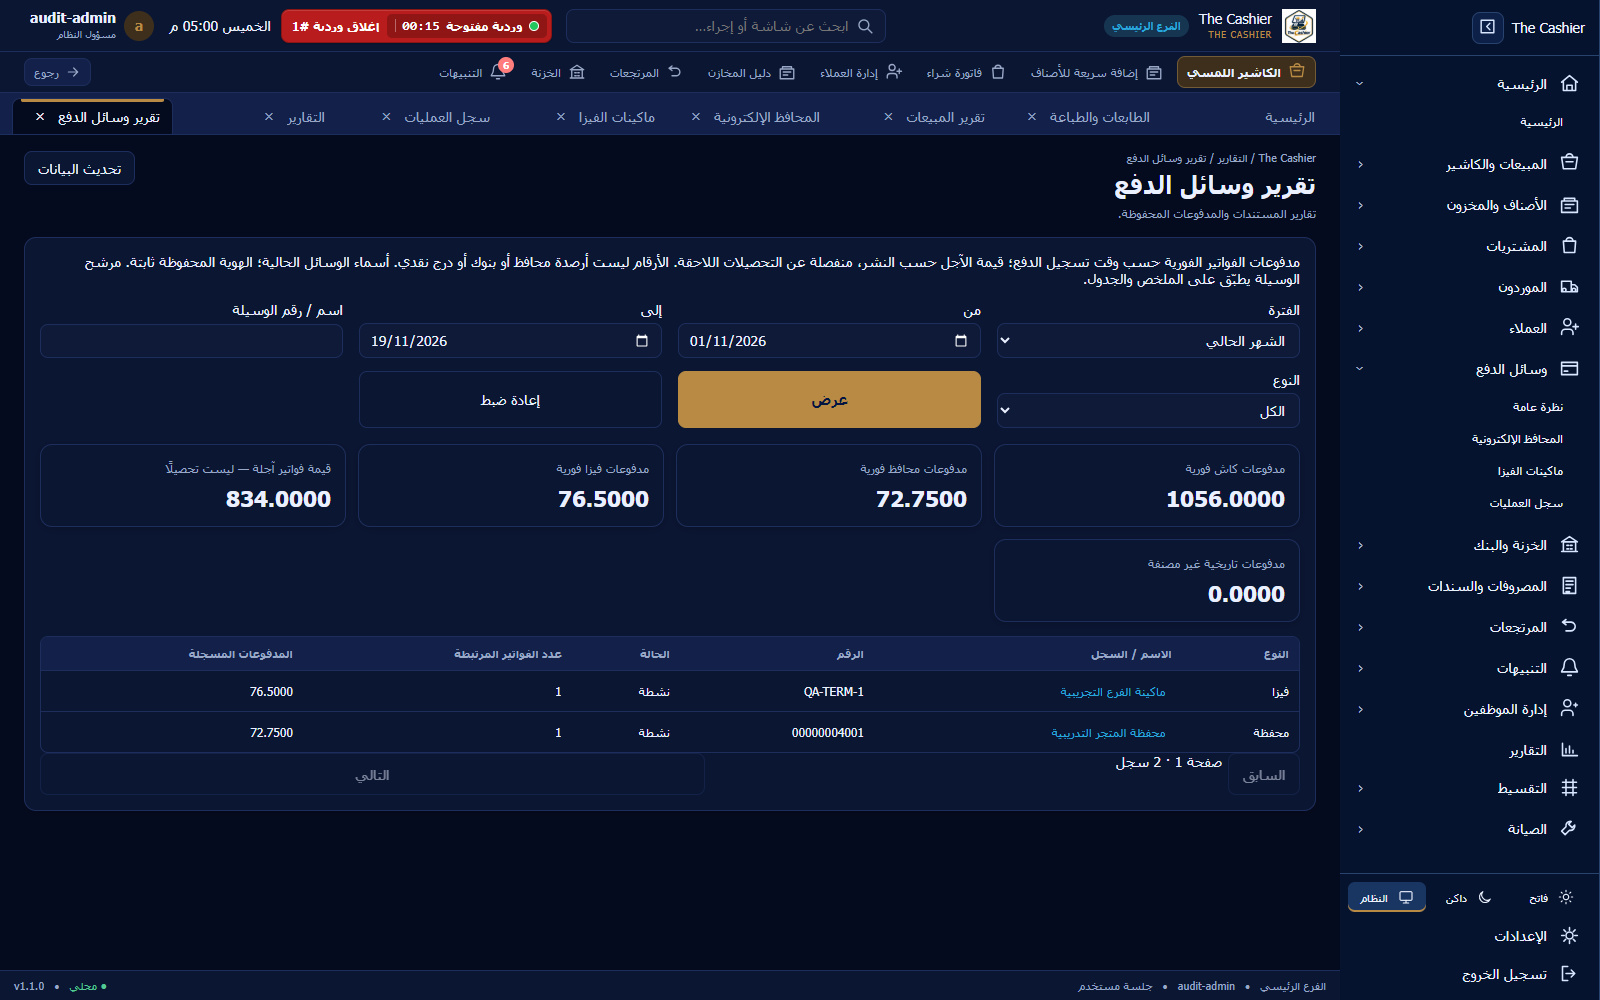 The Cashier
الرئيسية
الرئيسية
المبيعات والكاشير
الأصناف والمخزون
المشتريات
الموردون
العملاء
وسائل الدفع
نظرة عامة
المحافظ الإلكترونية
ماكينات الفيزا
سجل العمليات
الخزنة والبنك
المصروفات والسندات
المرتجعات
التنبيهات
إدارة الموظفين
التقارير
التقسيط
الصيانة
فاتح
داكن
النظام
الإعدادات
تسجيل الخروج
The Cashier
THE CASHIER
الفرع الرئيسي
ابحث عن شاشة أو إجراء...
وردية مفتوحة 00:15
إغلاق وردية #1
الخميس 05:00 م
a
audit-admin
مسؤول النظام
الكاشير اللمسي
إضافة سريعة للأصناف
فاتورة شراء
إدارة العملاء
دليل المخازن
المرتجعات
الخزنة
التنبيهات
6
رجوع
الرئيسية
الطابعات والطباعة ×
تقرير المبيعات ×
المحافظ الإلكترونية ×
ماكينات الفيزا ×
سجل العمليات ×
التقارير ×
تقرير وسائل الدفع ×
The Cashier / التقارير / تقرير وسائل الدفع
تقرير وسائل الدفع
تقارير المستندات والمدفوعات المحفوظة.
تحديث البيانات
مدفوعات الفواتير الفورية حسب وقت تسجيل الدفع؛ قيمة الآجل حسب النشر، منفصلة عن التحصيلات اللاحقة. الأرقام ليست أرصدة محافظ أو بنوك أو درج نقدي. أسماء الوسائل الحالية؛ الهوية المحفوظة ثابتة. مرشح
الوسيلة يطبّق على الملخص والجدول.
الفترة
الشهر الحالي
من
01/11/2026
إلى
19/11/2026
اسم / رقم الوسيلة
النوع
الكل
عرض
إعادة ضبط
مدفوعات كاش فورية
1056.0000
مدفوعات محافظ فورية
72.7500
مدفوعات فيزا فورية
76.5000
قيمة فواتير آجلة — ليست تحصيلًا
834.0000
مدفوعات تاريخية غير مصنفة
0.0000
النوع الاسم / السجل الرقم الحالة عدد الفواتير المرتبطة المدفوعات المسجلة
فيزا ماكينة الفرع التجريبية QA-TERM-1 نشطة 1 76.5000
محفظة محفظة المتجر التدريبية 00000004001 نشطة 1 72.7500
السابق
صفحة 1 · 2 سجل
التالي
الفرع الرئيسي • audit-admin • جلسة مستخدم
محلي • v1.1.0